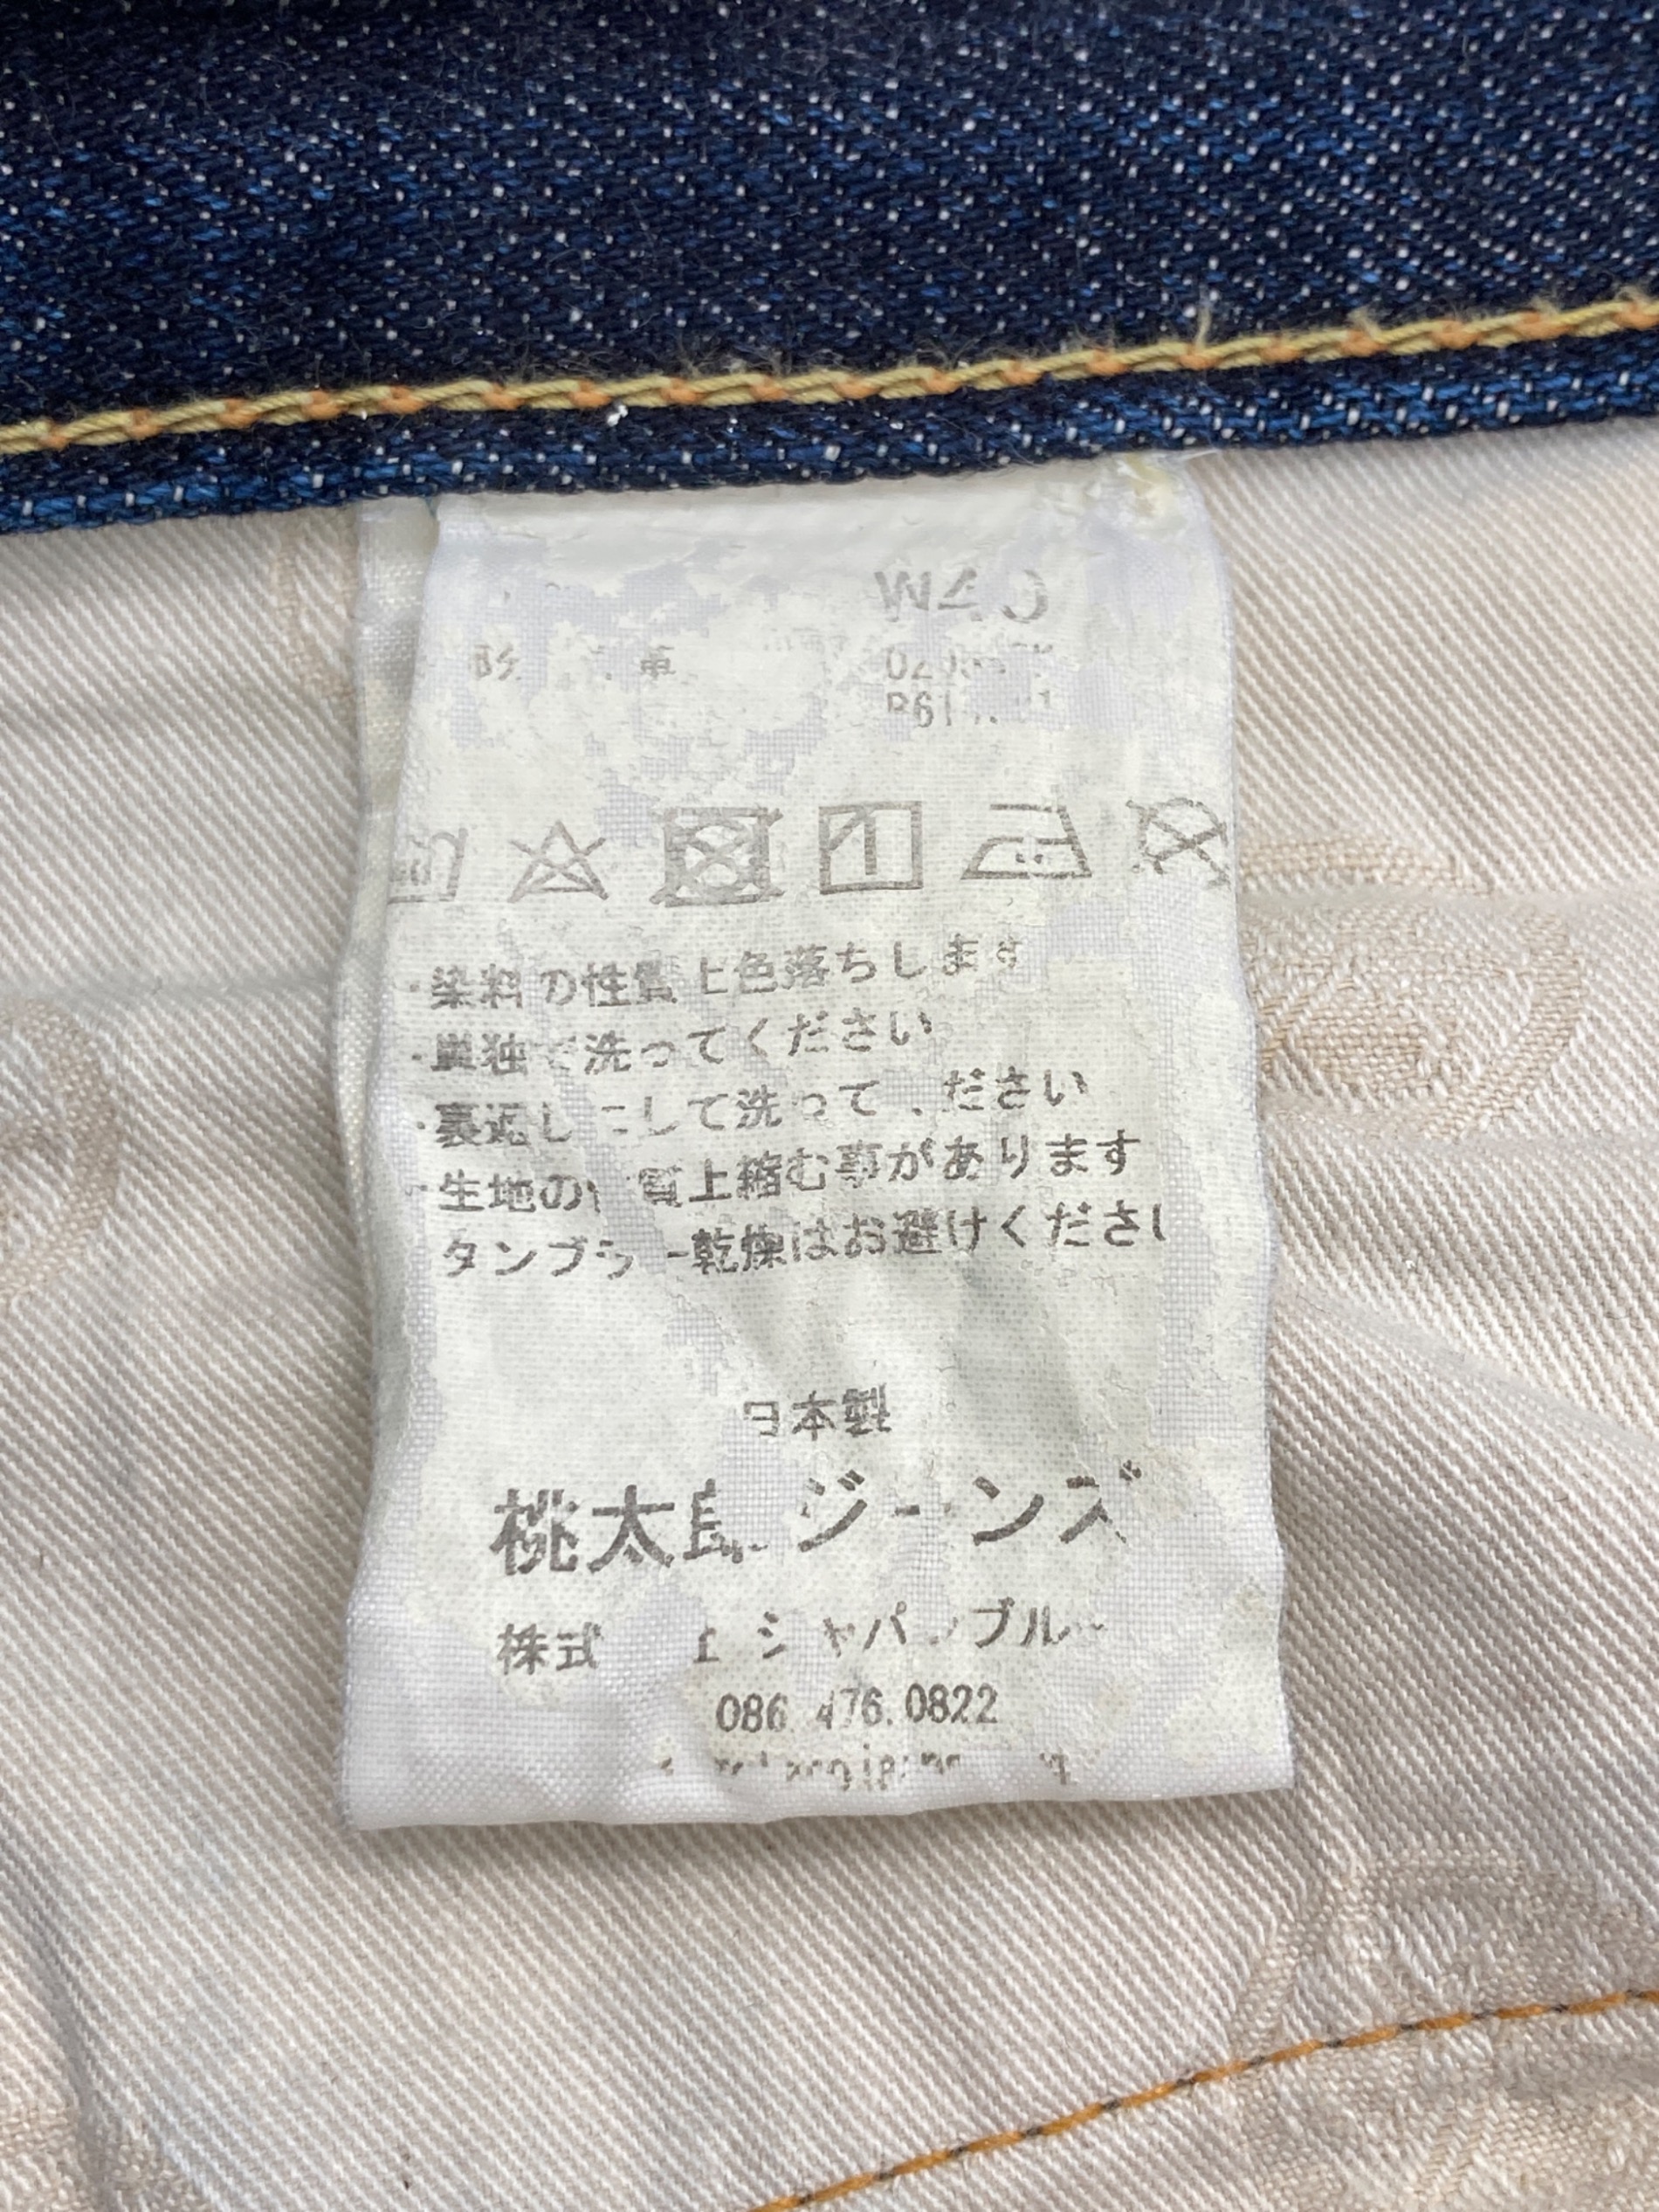 ·染料の性質上色落ちします
·単独で洗ってください
·裏返しにして洗って ださい
·生地の 質上縮む事があります
タンブラー乾燥はお避けください
日本製
桃太郎ジーンズ
株式 ジャパンブルー
086.476.0822